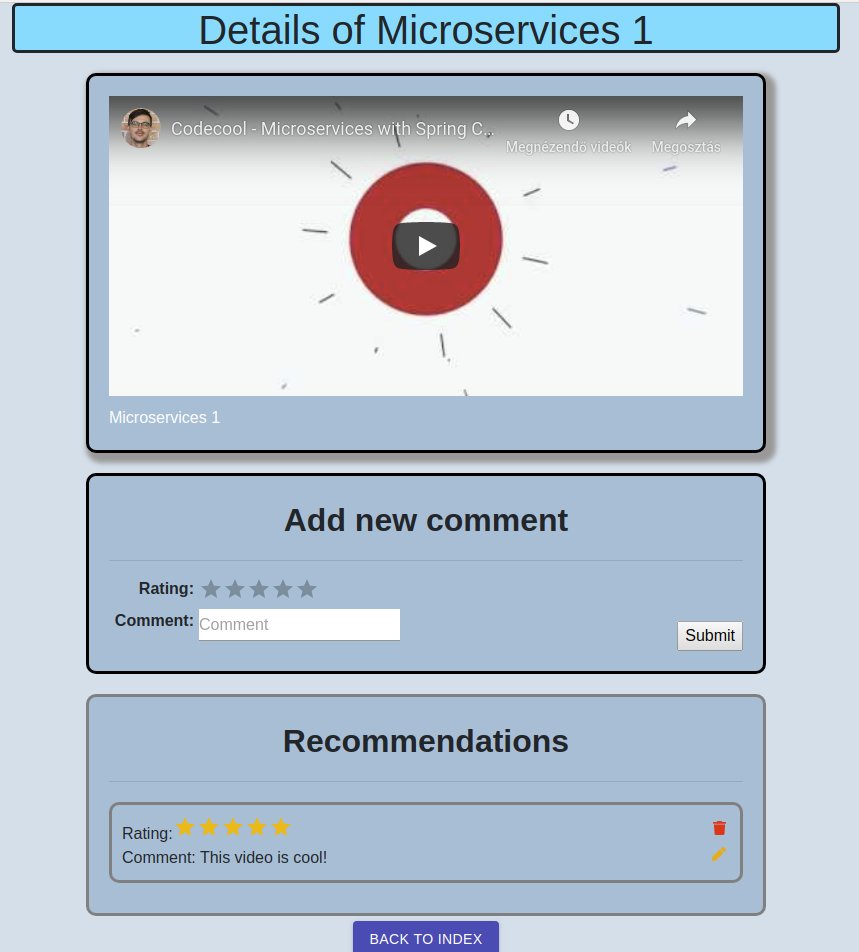 Details of Microservices 1
Codecool - Microservices with Spring C...
Megnézendő videók
Megosztás
Microservices 1
Add new comment
Rating:
Comment:
Comment
Submit
Recommendations
Rating:
Comment: This video is cool!
BACK TO INDEX